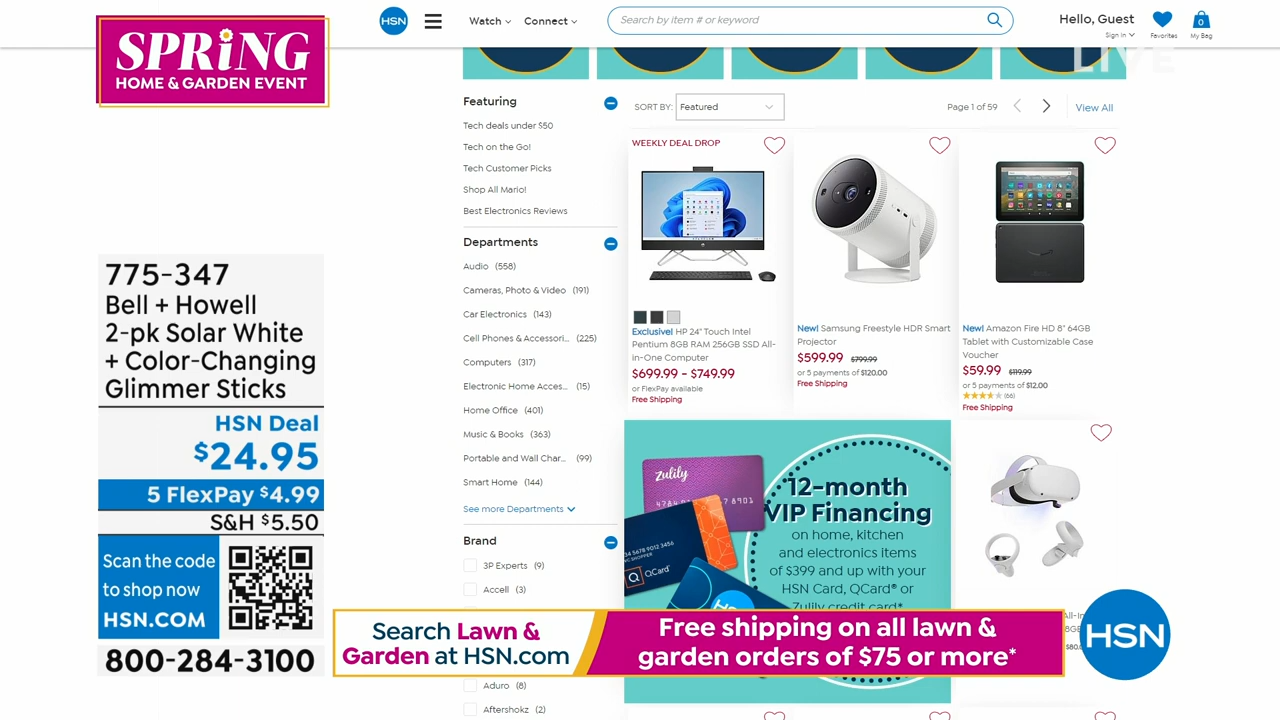 SPRING
HOME & GARDEN EVENT
HSN
Watch
Connect
Search by item # or keyword
Hello, Guest
Sign In
Favorites
0
My Bag
LIVE
775-347
Bell + Howell
2-pk Solar White
+ Color-Changing
Glimmer Sticks
HSN Deal
$24.95
5 FlexPay $4.99
S&H $5.50
Scan the code
to shop now
HSN.COM
800-284-3100
Featuring
Tech deals under $50
Tech on the Go!
Tech Customer Picks
Shop All Mario!
Best Electronics Reviews
Departments
Audio (558)
Cameras, Photo & Video (191)
Car Electronics (143)
Cell Phones & Accessori... (225)
Computers (317)
Electronic Home Acces... (15)
Home Office (401)
Music & Books (363)
Portable and Wall Char... (99)
Smart Home (144)
See more Departments
Brand
3P Experts (9)
Accell (3)
Aduro (8)
Aftershokz (2)
SORT BY: Featured
Page 1 of 59
View All
WEEKLY DEAL DROP
Exclusive! HP 24" Touch Intel
Pentium 8GB RAM 256GB SSD All-
in-One Computer
$699.99 - $749.99
or FlexPay available
Free Shipping
New! Samsung Freestyle HDR Smart
Projector
$599.99 $799.99
or 5 payments of $120.00
Free Shipping
New! Amazon Fire HD 8" 64GB
Tablet with Customizable Case
Voucher
$59.99 $119.99
or 5 payments of $12.00
(66)
Free Shipping
Zulily
QCard
12-month
VIP Financing
on home, kitchen
and electronics items
of $399 and up with your
HSN Card, QCard® or
Zulily credit card*
Search Lawn &
Garden at HSN.com
Free shipping on all lawn &
garden orders of $75 or more*
HSN